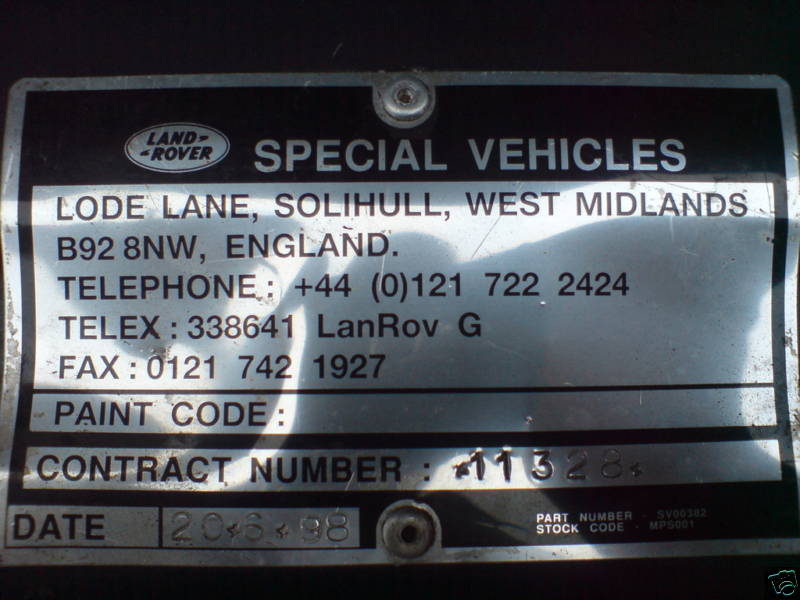 LAND-
-ROVER
SPECIAL VEHICLES
LODE LANE, SOLIHULL, WEST MIDLANDS
B92 8NW, ENGLAND.
TELEPHONE: +44 (0)121 722 2424
TELEX: 338641 LanRov G
FAX: 0121 742 1927
PAINT CODE:
CONTRACT NUMBER: *11328*
DATE 20*6*98
PART NUMBER - SV00382
STOCK CODE - MPS001